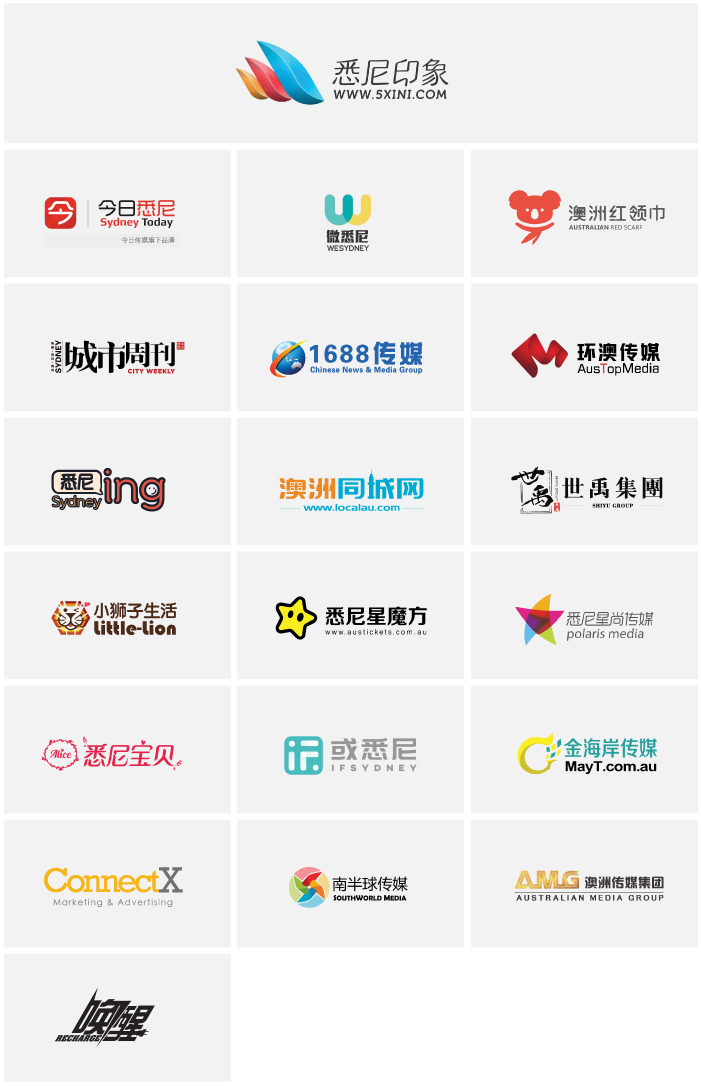 悉尼印象
WWW.5XINI.COM
今
今日悉尼
Sydney Today
今日传媒旗下品牌
微悉尼
WESYDNEY
澳洲红领巾
AUSTRALIAN RED SCARF
SYDNEY
城市周刊
CITY WEEKLY
1688传媒
Chinese News & Media Group
环澳传媒
AusTopMedia
悉尼
Sydney
ing
澳洲同城网
www.localau.com
世禹
世禹集團
SHIYU GROUP
小狮子生活
Little-Lion
悉尼星魔方
www.austickets.com.au
悉尼星尚传媒
polaris media
Alice
悉尼宝贝
或悉尼
IFSYDNEY
金海岸传媒
MayT.com.au
ConnectX
Marketing & Advertising
南半球传媒
SOUTHWORLD MEDIA
AMG 澳洲传媒集团
AUSTRALIAN MEDIA GROUP
唤醒
RECHARGE